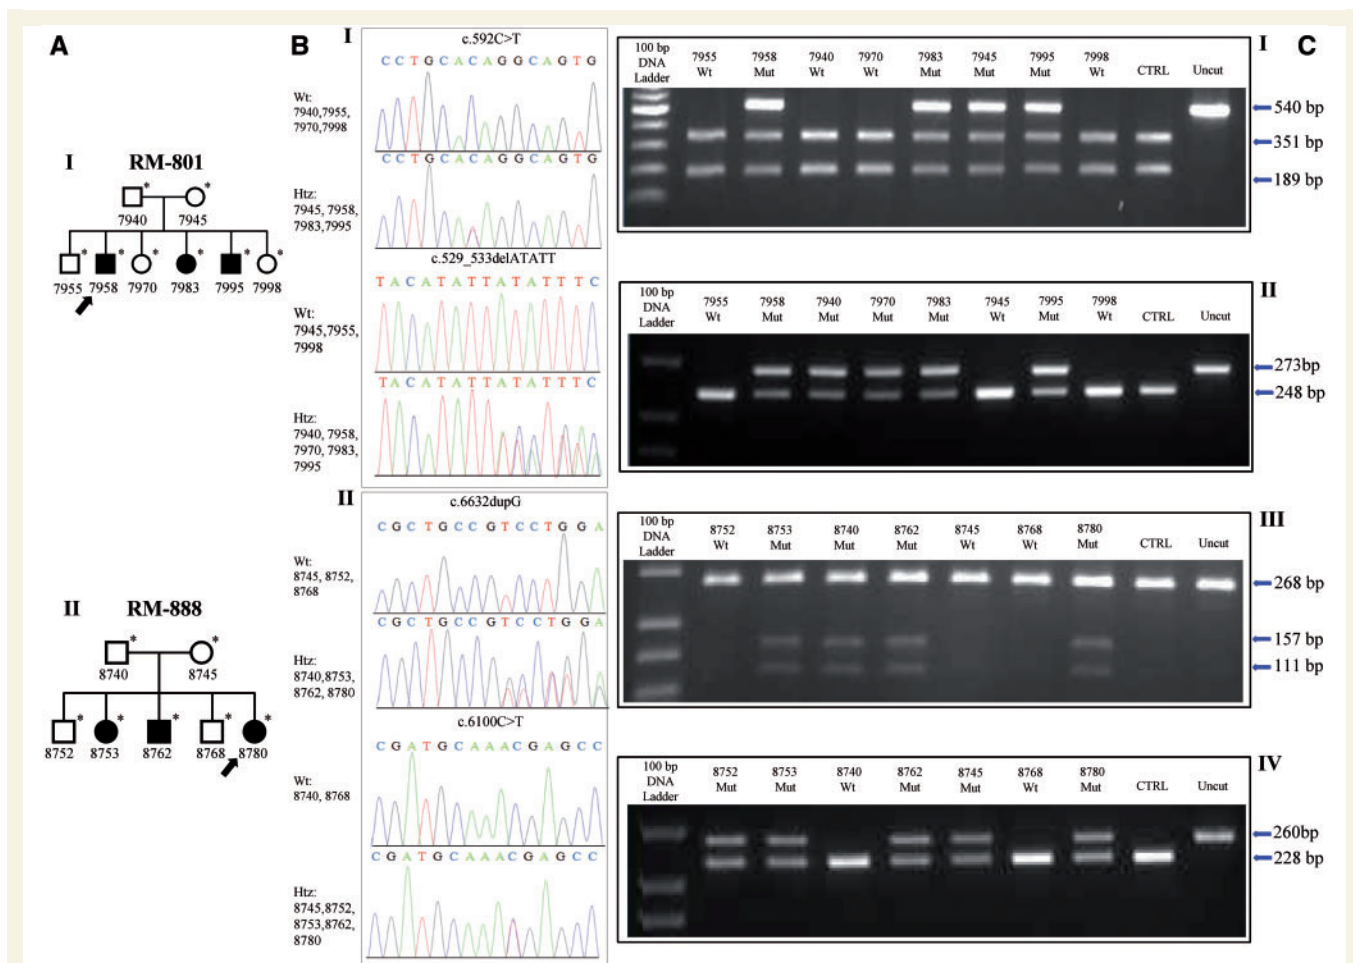 A
I RM-801
* *
7940 7945
* * * * * *
7955 7958 7970 7983 7995 7998
II RM-888
* *
8740 8745
* * * *
8752 8753 8762 8768 8780
B
I
c.592C>T
C C T G C A C A G G C A G T G
Wt:
7940,7955,
7970,7998
C C T G C A C A G G C A G T G
Htz:
7945, 7958,
7983,7995
c.529_533delATATT
T A C A T A T T A T A T T T C
Wt:
7945,7955,
7998
T A C A T A T T A T A T T T C
Htz:
7940, 7958,
7970, 7983,
7995
II
c.6632dupG
C G C T G C C G T C C T G G A
Wt:
8745, 8752,
8768
C G C T G C C G T C C T G G A
Htz:
8740,8753,
8762, 8780
c.6100C>T
C G A T G C A A A C G A G C C
Wt:
8740, 8768
C G A T G C A A A C G A G C C
Htz:
8745,8752,
8753,8762,
8780
C
I
100 bp
DNA
Ladder
7955 7958 7940 7970 7983 7945 7995 7998 CTRL Uncut
Wt Mut Wt Wt Mut Mut Mut Wt
540 bp
351 bp
189 bp
II
100 bp
DNA
Ladder
7955 7958 7940 7970 7983 7945 7995 7998 CTRL Uncut
Wt Mut Mut Mut Mut Wt Mut Wt
273bp
248 bp
III
100 bp
DNA
Ladder
8752 8753 8740 8762 8745 8768 8780 CTRL Uncut
Wt Mut Mut Mut Wt Wt Mut
268 bp
157 bp
111 bp
IV
100 bp
DNA
Ladder
8752 8753 8740 8762 8745 8768 8780 CTRL Uncut
Mut Mut Wt Mut Mut Wt Mut
260bp
228 bp